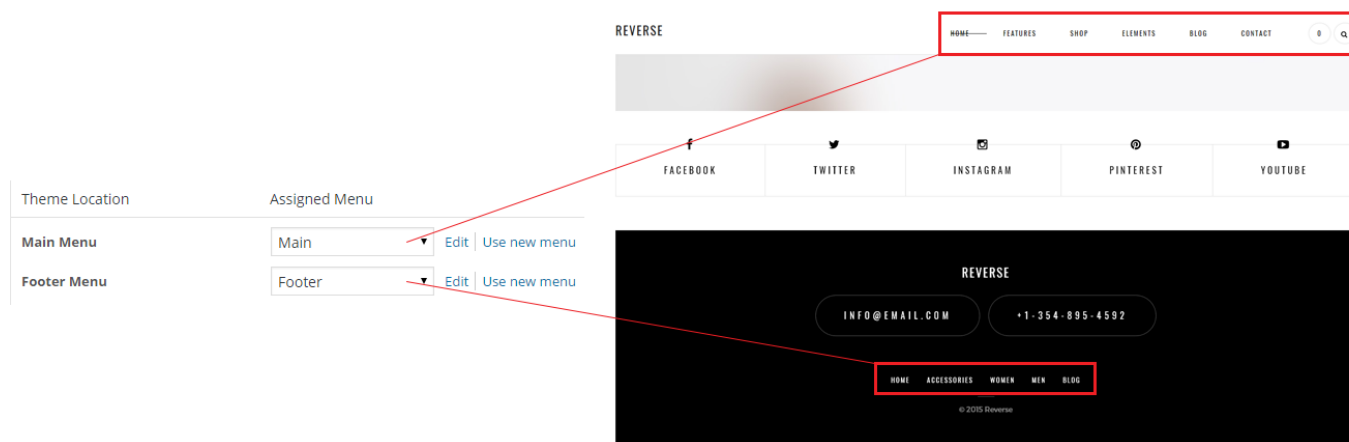 REVERSE
HOME FEATURES SHOP ELEMENTS BLOG CONTACT 0
FACEBOOK TWITTER INSTAGRAM PINTEREST YOUTUBE
Theme Location Assigned Menu
Main Menu Main Edit Use new menu
Footer Menu Footer Edit Use new menu
REVERSE
INFO@EMAIL.COM +1-354-895-4592
HOME ACCESSORIES WOMEN MEN BLOG
© 2015 Reverse